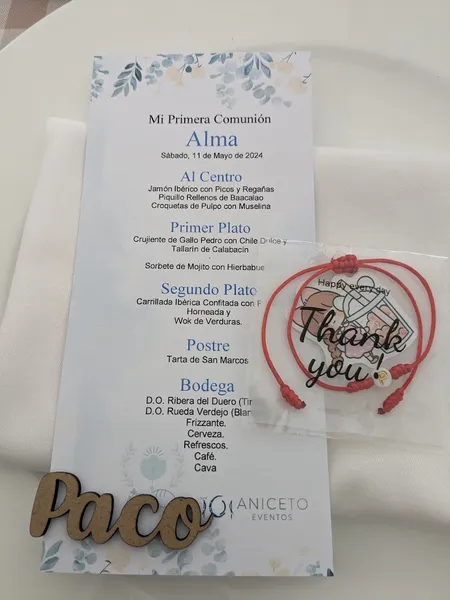 Mi Primera Comunión
Alma
Sábado, 11 de Mayo de 2024
Al Centro
Jamón Ibérico con Picos y Regañas
Piquillo Rellenos de Baacalao
Croquetas de Pulpo con Muselina
Primer Plato
Crujiente de Gallo Pedro con Chile Dulce y
Tallarín de Calabacín
Sorbete de Mojito con Hierbabue
Segundo Plato
Carrillada Ibérica Confitada con
Horneada y
Wok de Verduras.
Postre
Tarta de San Marcos
Bodega
D.O. Ribera del Duero (Tin
D.O. Rueda Verdejo (Blan
Frizzante.
Cerveza.
Refrescos.
Café.
Cava
ANICETO
EVENTOS
Paco
Happy every day
Thank
you!